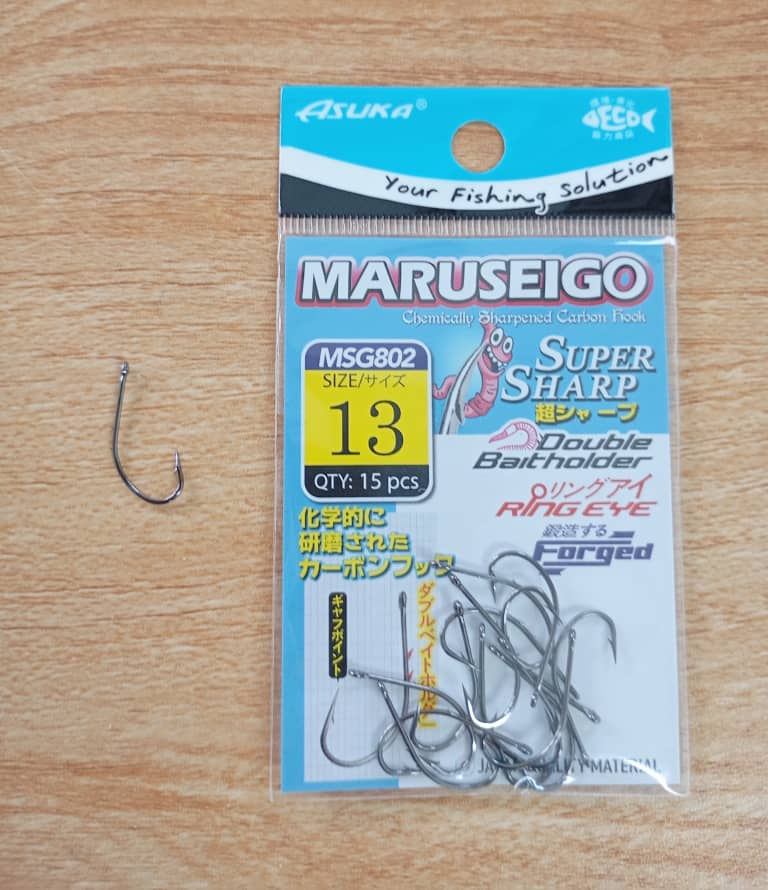 ASUKA®
ECO
Your Fishing Solution
MARUSEIGO
Chemically Sharpened Carbon Hook
MSG802
SIZE/サイズ
13
QTY: 15 pcs
SUPER
SHARP
超シャープ
Double
Baitholder
リングアイ
RING EYE
鍛造する
Forged
化学的に
研磨された
カーボンフック
ギャフポイント
ダブルベイトホルダー
MATERIAL